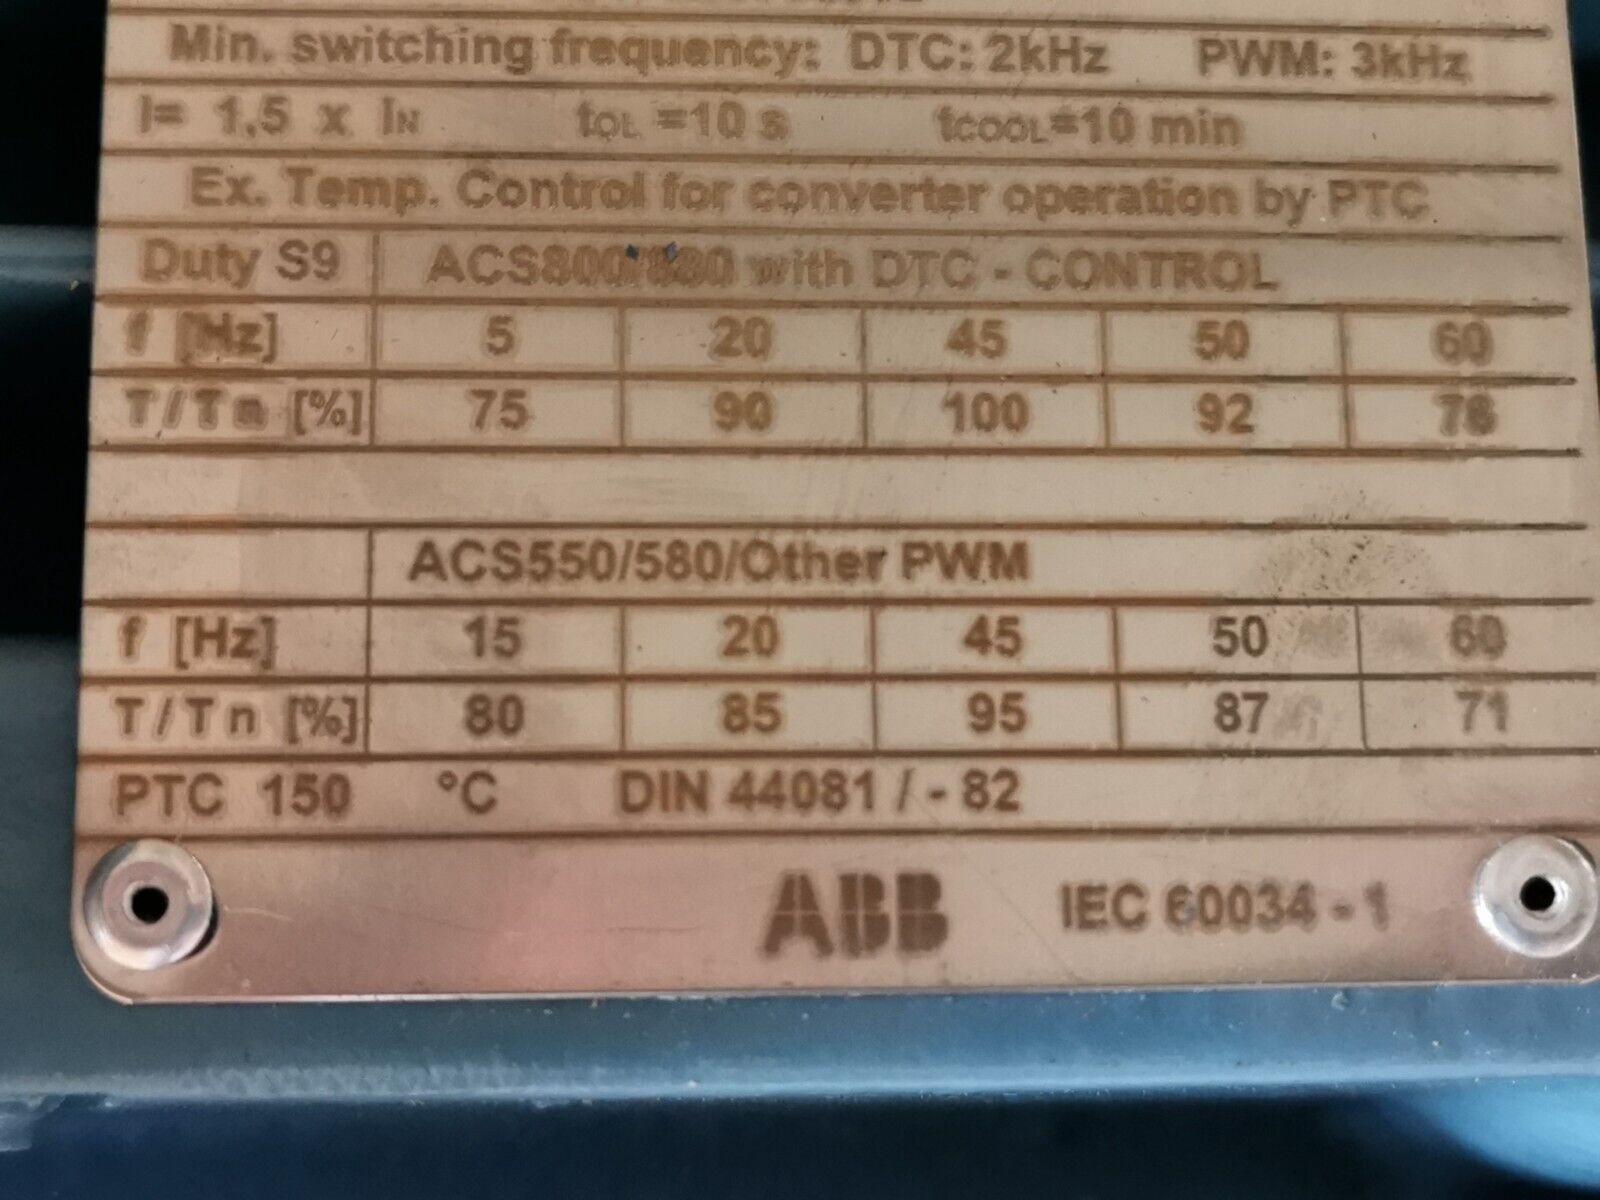 Min. switching frequency: DTC: 2kHz PWM: 3kHz
I= 1,5 x IN tOL =10 s tCOOL=10 min
Ex. Temp. Control for converter operation by PTC
Duty S9 ACS800/880 with DTC - CONTROL
f [Hz] 5 20 45 50 60
T/Tn [%] 75 90 100 92 78
ACS550/580/Other PWM
f [Hz] 15 20 45 50 60
T/Tn [%] 80 85 95 87 71
PTC 150 °C DIN 44081 / - 82
ABB IEC 60034 - 1